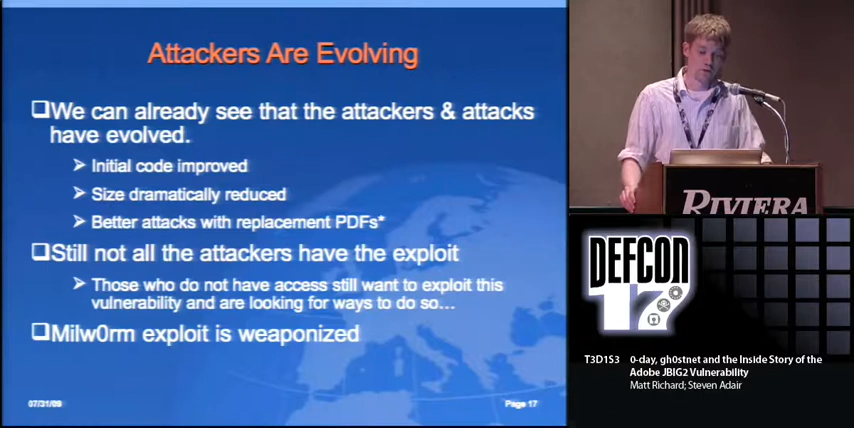 Attackers Are Evolving
❑We can already see that the attackers & attacks
have evolved.
➢ Initial code improved
➢ Size dramatically reduced
➢ Better attacks with replacement PDFs*
❑Still not all the attackers have the exploit
➢ Those who do not have access still want to exploit this
vulnerability and are looking for ways to do so…
❑Milw0rm exploit is weaponized
07/31/09
Page 17
RIVIERA
DEFCON
17
T3D1S3 0-day, gh0stnet and the Inside Story of the
Adobe JBIG2 Vulnerability
Matt Richard; Steven Adair